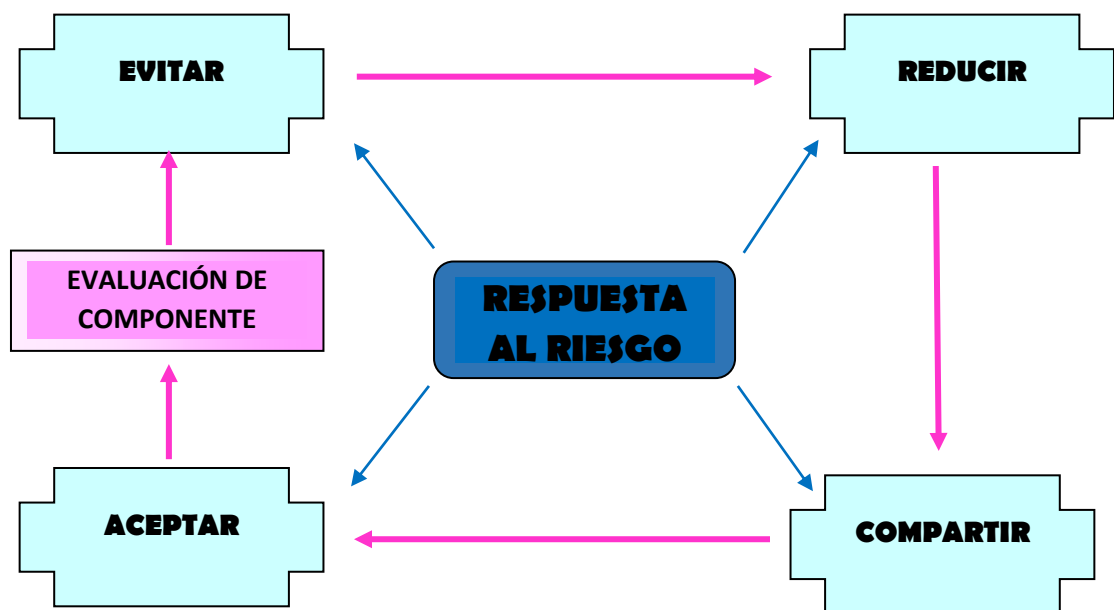 EVITAR
REDUCIR
EVALUACIÓN DE
COMPONENTE
RESPUESTA
AL RIESGO
ACEPTAR
COMPARTIR